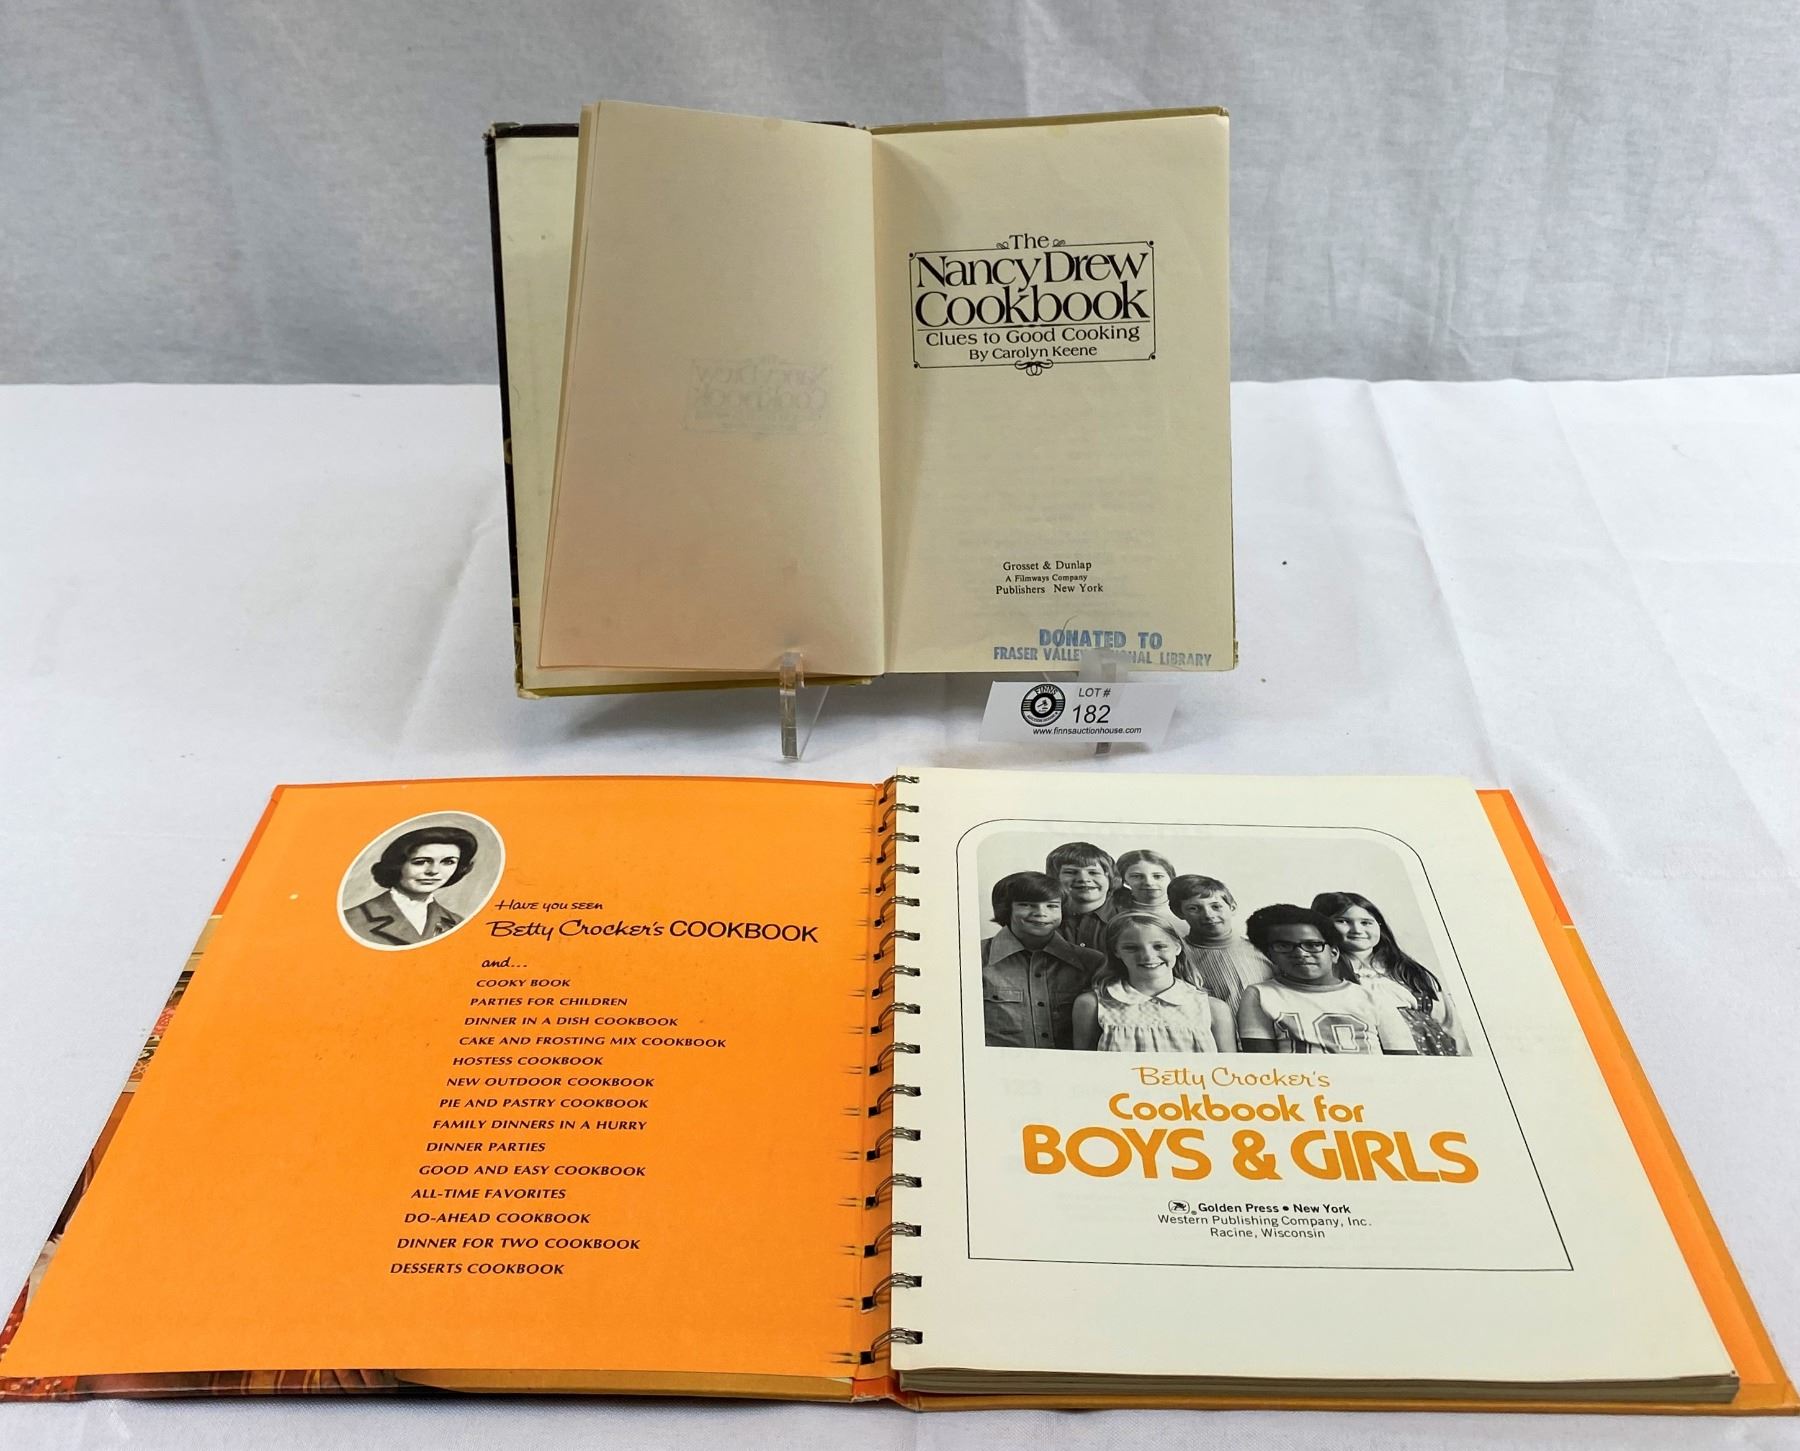 The
Nancy Drew
Cookbook
Clues to Good Cooking
By Carolyn Keene
Grosset & Dunlap
A Filmways Company
Publishers New York
DONATED TO
FRASER VALLEY LIBRARY
FINNS
AUCTION HOUSE
LOT #
182
www.finnsauctionhouse.com
Have you seen
Betty Crocker's COOKBOOK
and...
COOKY BOOK
PARTIES FOR CHILDREN
DINNER IN A DISH COOKBOOK
CAKE AND FROSTING MIX COOKBOOK
HOSTESS COOKBOOK
NEW OUTDOOR COOKBOOK
PIE AND PASTRY COOKBOOK
FAMILY DINNERS IN A HURRY
DINNER PARTIES
GOOD AND EASY COOKBOOK
ALL-TIME FAVORITES
DO-AHEAD COOKBOOK
DINNER FOR TWO COOKBOOK
DESSERTS COOKBOOK
10
Betty Crocker's
Cookbook for
BOYS & GIRLS
Golden Press • New York
Western Publishing Company, Inc.
Racine, Wisconsin